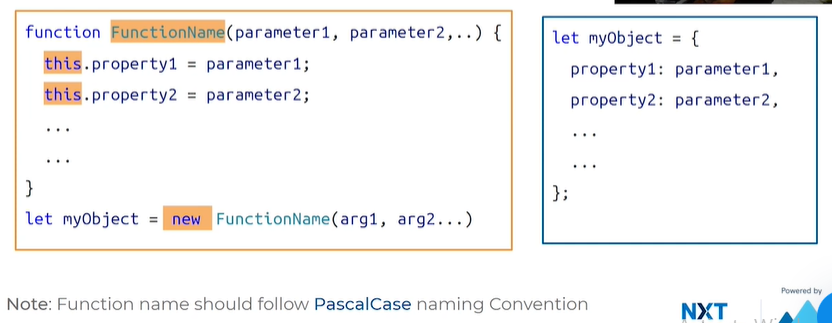 function FunctionName(parameter1, parameter2,..) {
this.property1 = parameter1;
this.property2 = parameter2;
...
...
}
let myObject = new FunctionName(arg1, arg2...)
let myObject = {
property1: parameter1,
property2: parameter2,
...
...
};
Note: Function name should follow PascalCase naming Convention
Powered by
NXT